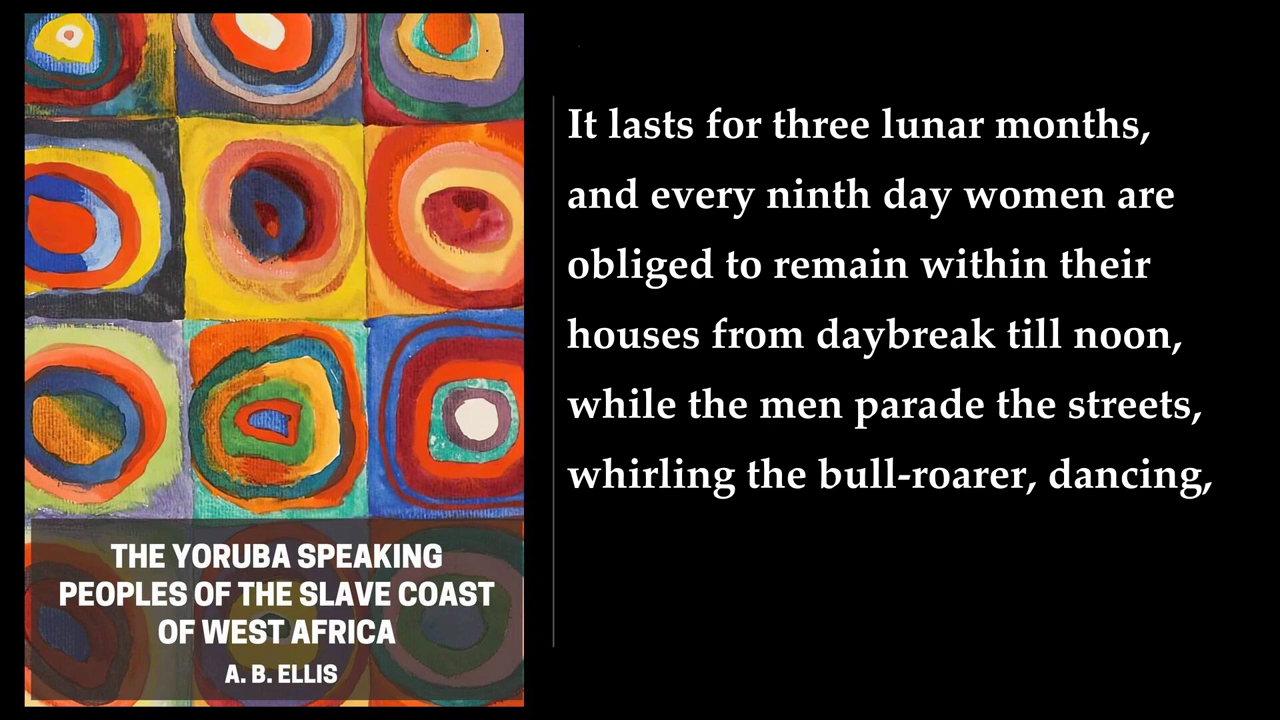 It lasts for three lunar months,
and every ninth day women are
obliged to remain within their
houses from daybreak till noon,
while the men parade the streets,
whirling the bull-roarer, dancing,
THE YORUBA SPEAKING
PEOPLES OF THE SLAVE COAST
OF WEST AFRICA
A. B. ELLIS